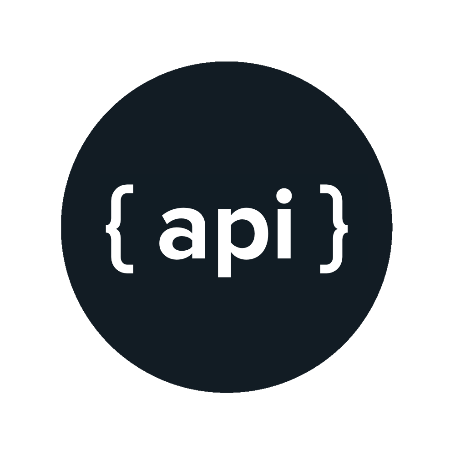 { api }